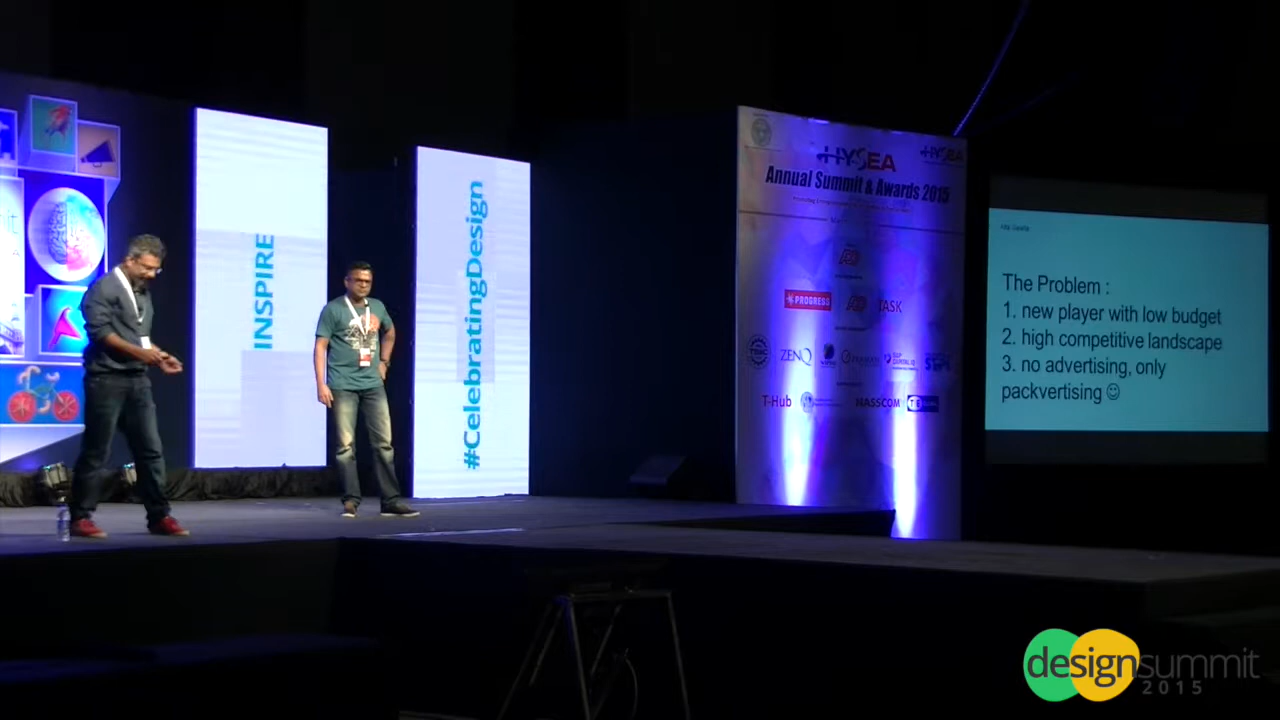 INSPIRE
#CelebratingDesign
HYSEA
HYSEA
Annual Summit & Awards 2015
PROGRESS
TASK
ZENQ
T-Hub
NASSCOM
The Problem :
1. new player with low budget
2. high competitive landscape
3. no advertising, only
packvertising ☺
designsummit
2015